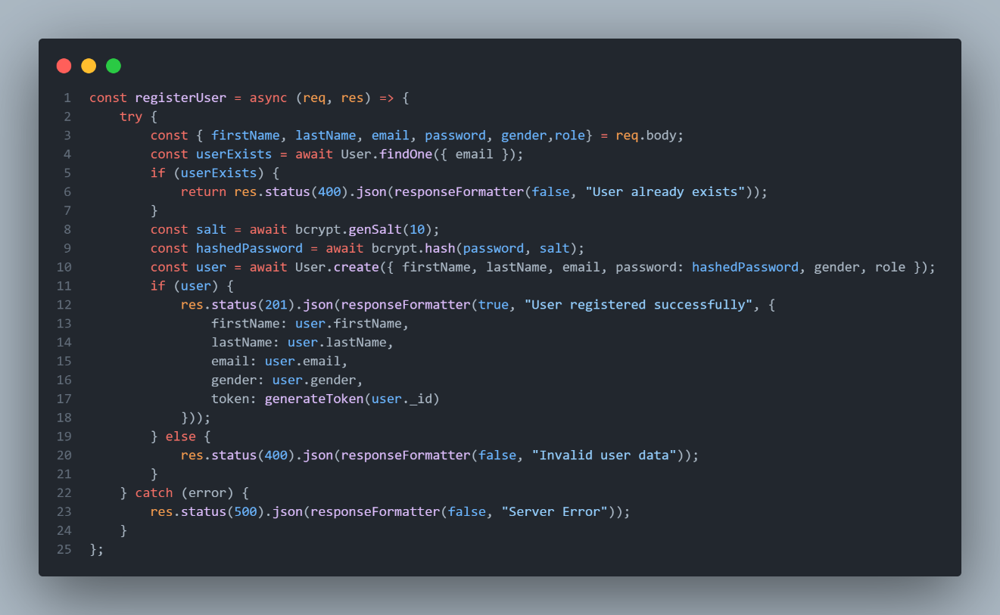 1 const registerUser = async (req, res) => {
2     try {
3         const { firstName, lastName, email, password, gender,role} = req.body;
4         const userExists = await User.findOne({ email });
5         if (userExists) {
6             return res.status(400).json(responseFormatter(false, "User already exists"));
7         }
8         const salt = await bcrypt.genSalt(10);
9         const hashedPassword = await bcrypt.hash(password, salt);
10         const user = await User.create({ firstName, lastName, email, password: hashedPassword, gender, role });
11         if (user) {
12             res.status(201).json(responseFormatter(true, "User registered successfully", {
13                 firstName: user.firstName,
14                 lastName: user.lastName,
15                 email: user.email,
16                 gender: user.gender,
17                 token: generateToken(user._id)
18             }));
19         } else {
20             res.status(400).json(responseFormatter(false, "Invalid user data"));
21         }
22     } catch (error) {
23         res.status(500).json(responseFormatter(false, "Server Error"));
24     }
25 };